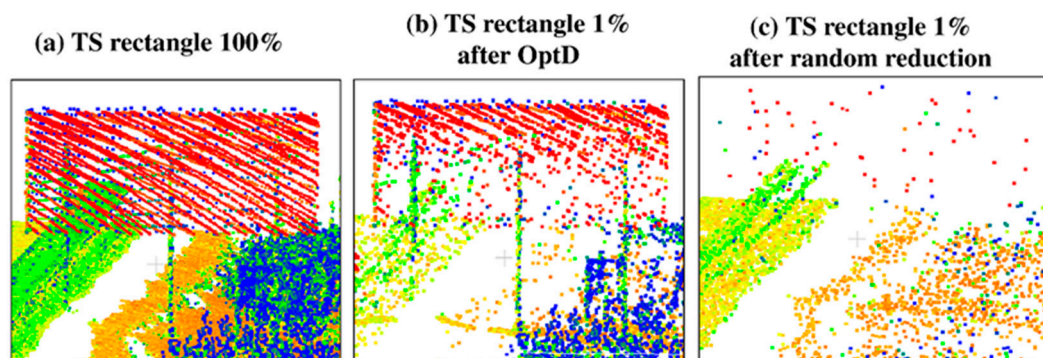 (a) TS rectangle 100%
(b) TS rectangle 1%
after OptD
(c) TS rectangle 1%
after random reduction